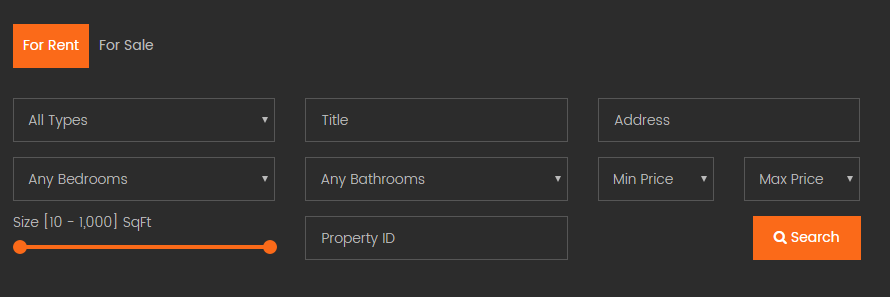 For Rent For Sale
All Types Title Address
Any Bedrooms Any Bathrooms Min Price Max Price
Size [10 - 1,000] SqFt
Property ID Search